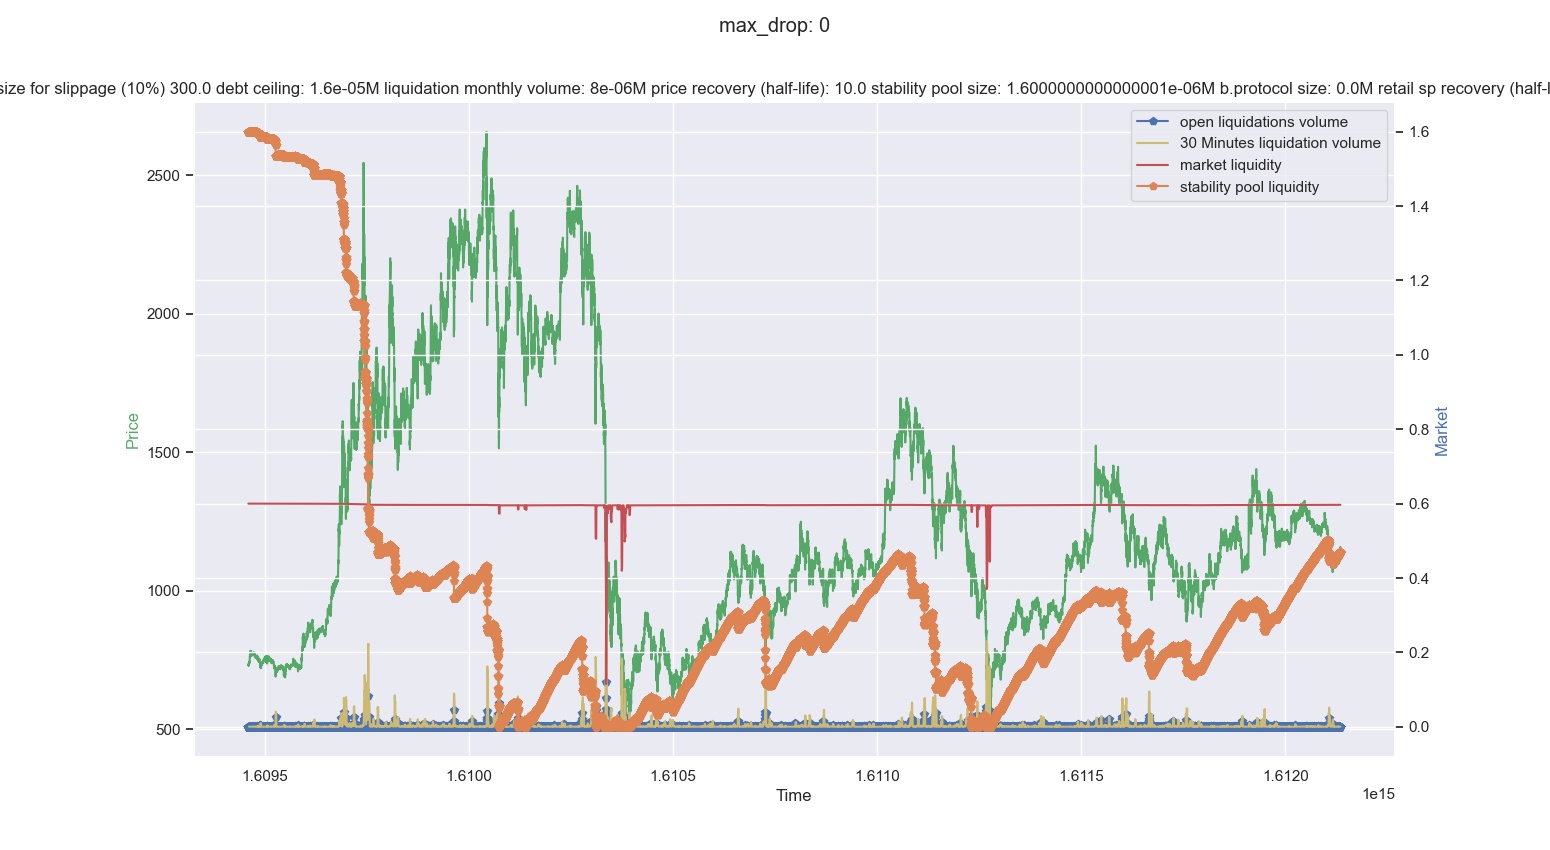 max_drop: 0
size for slippage (10%) 300.0 debt ceiling: 1.6e-05M liquidation monthly volume: 8e-06M price recovery (half-life): 10.0 stability pool size: 1.6000000000000001e-06M b.protocol size: 0.0M retail sp recovery (half-l
open liquidations volume
30 Minutes liquidation volume
market liquidity
stability pool liquidity
2500
2000
1500
1000
500
Price
1.6
1.4
1.2
1.0
0.8
0.6
0.4
0.2
0.0
Market
1.6095 1.6100 1.6105 1.6110 1.6115 1.6120
1e15
Time